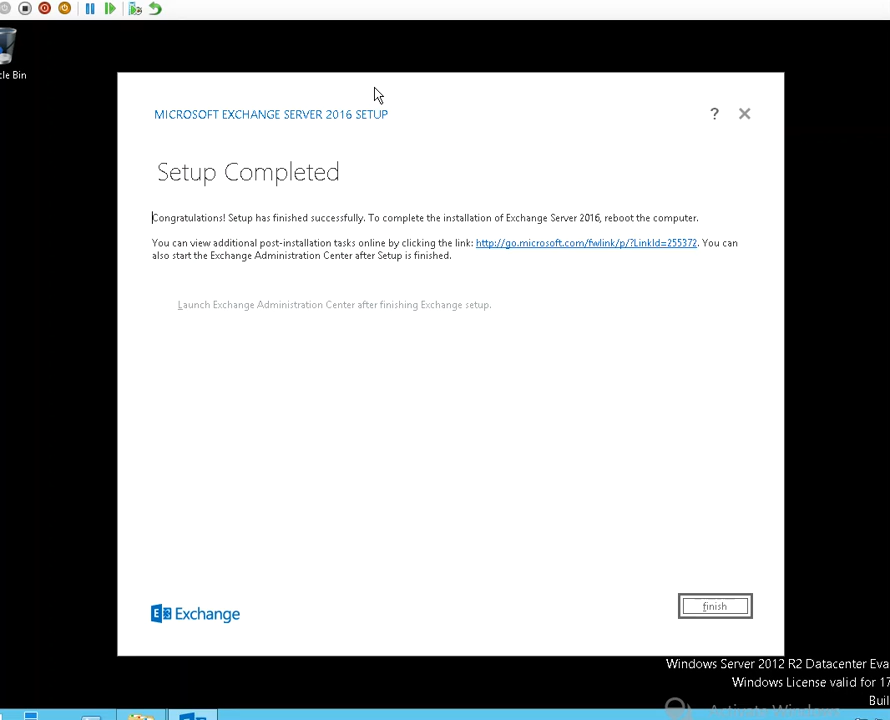 cle Bin
MICROSOFT EXCHANGE SERVER 2016 SETUP
?
Setup Completed
Congratulations! Setup has finished successfully. To complete the installation of Exchange Server 2016, reboot the computer.
You can view additional post-installation tasks online by clicking the link: http://go.microsoft.com/fwlink/p/?LinkId=255372. You can
also start the Exchange Administration Center after Setup is finished.
Launch Exchange Administration Center after finishing Exchange setup.
Exchange
finish
Windows Server 2012 R2 Datacenter Eva
Windows License valid for 17
Buil
Activate Windows